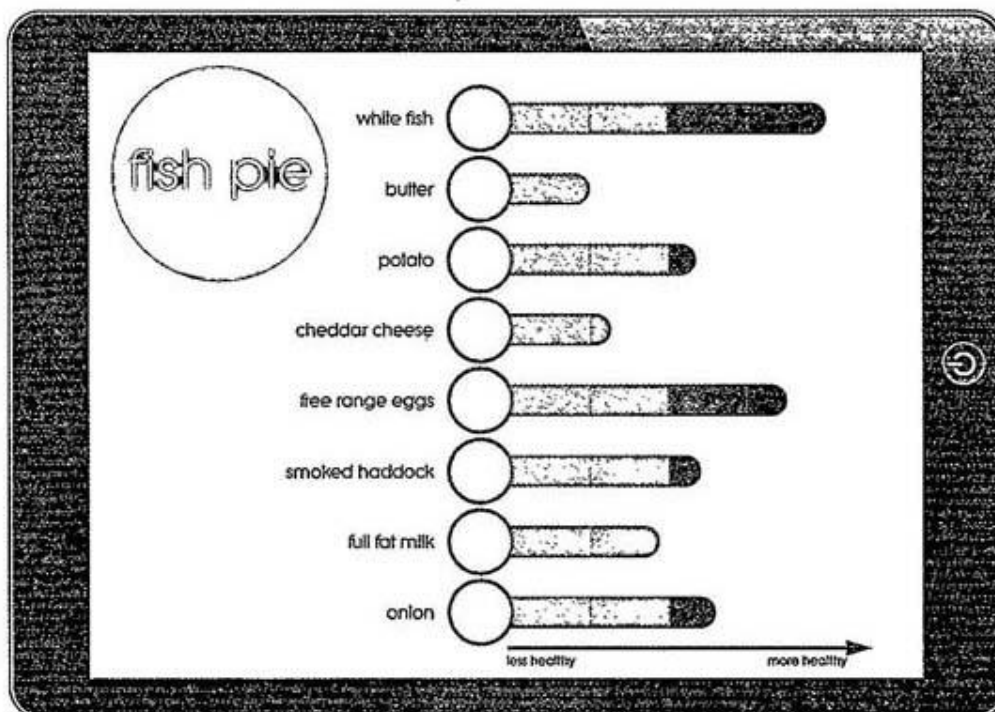 fish pie
white fish
butter
potato
cheddar cheese
free range eggs
smoked haddock
full fat milk
onion
less healthy
more healthy